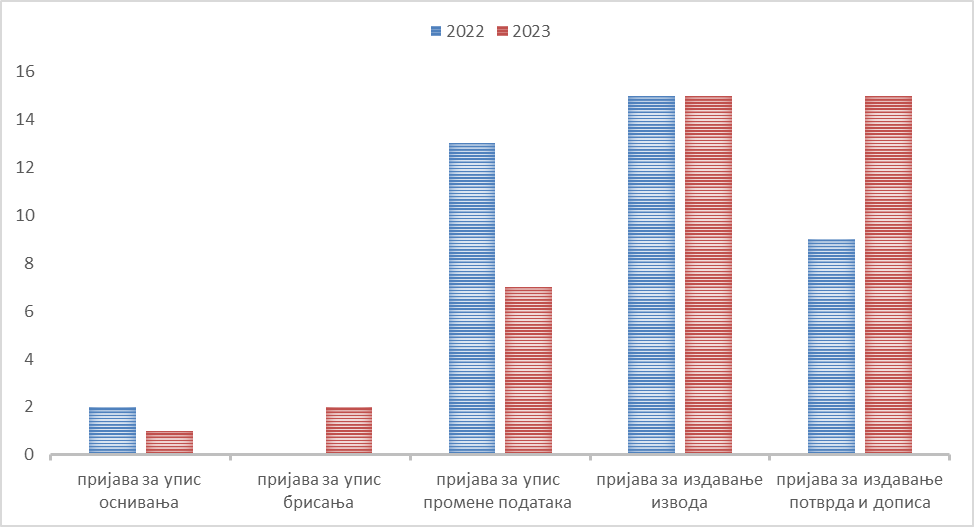 2022 2023
16
14
12
10
8
6
4
2
0
пријава за упис
оснивања
пријава за упис
брисања
пријава за упис
промене података
пријава за издавање
извода
пријава за издавање
потврда и дописа